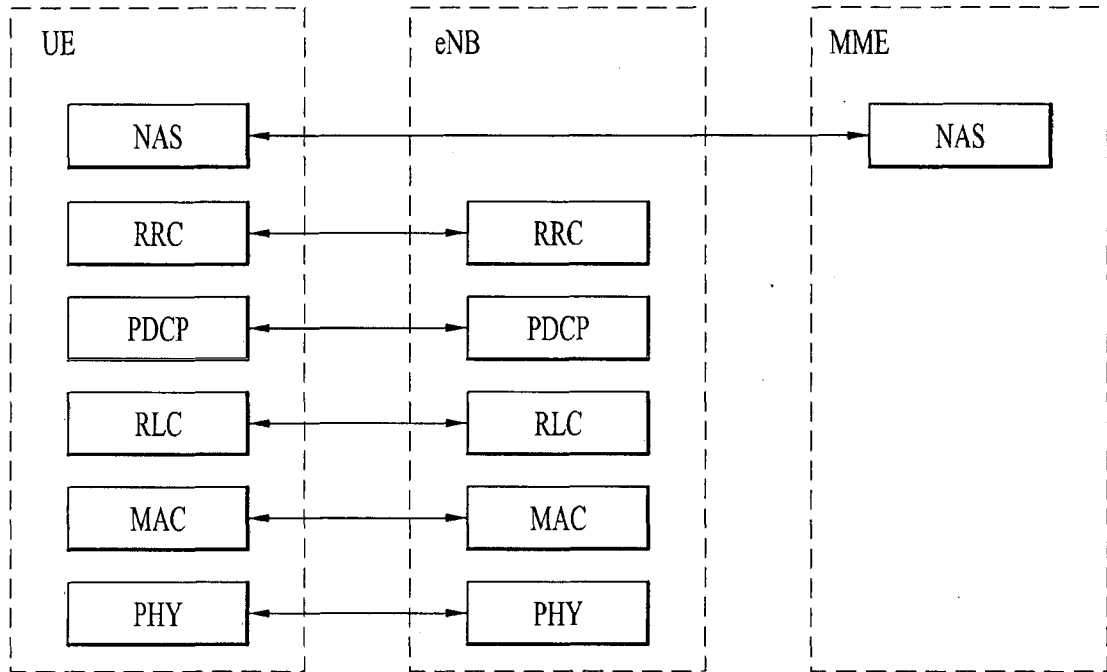 UE eNB MME
NAS NAS
RRC RRC
PDCP PDCP
RLC RLC
MAC MAC
PHY PHY